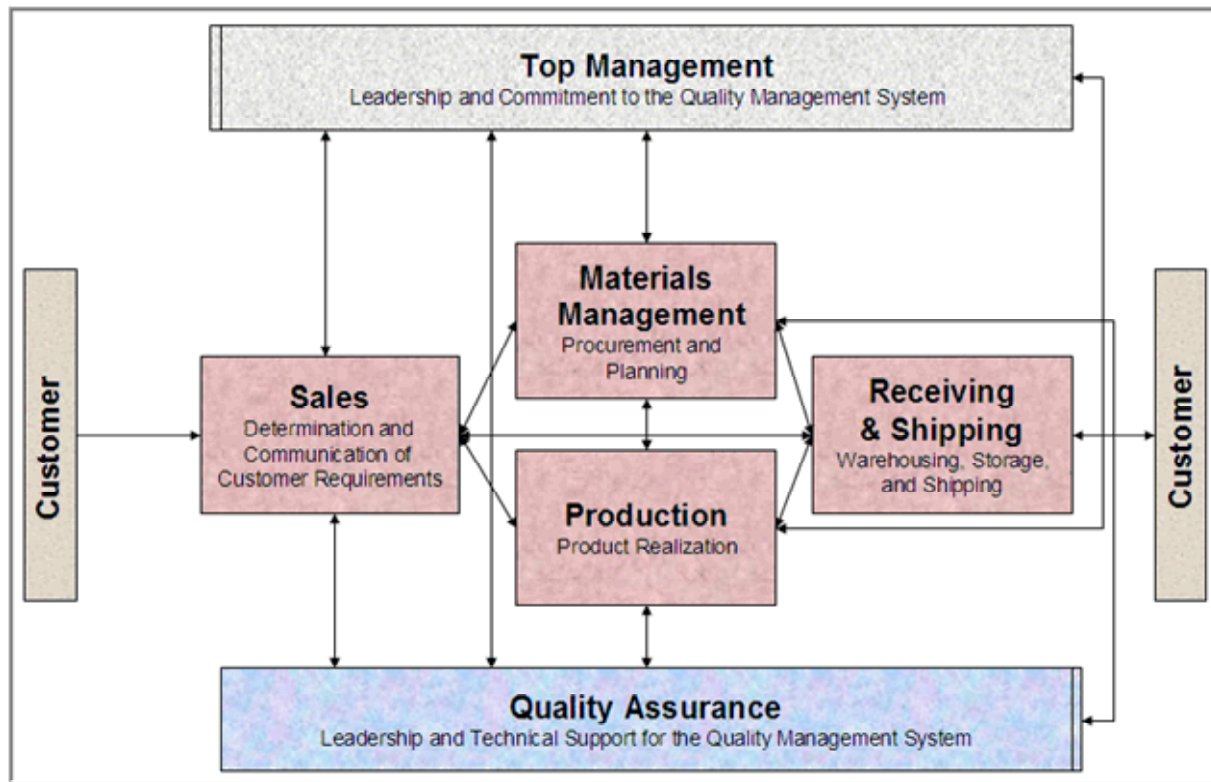 Top Management
Leadership and Commitment to the Quality Management System
Customer
Sales
Determination and
Communication of
Customer Requirements
Materials
Management
Procurement and
Planning
Production
Product Realization
Receiving
& Shipping
Warehousing, Storage,
and Shipping
Customer
Quality Assurance
Leadership and Technical Support for the Quality Management System